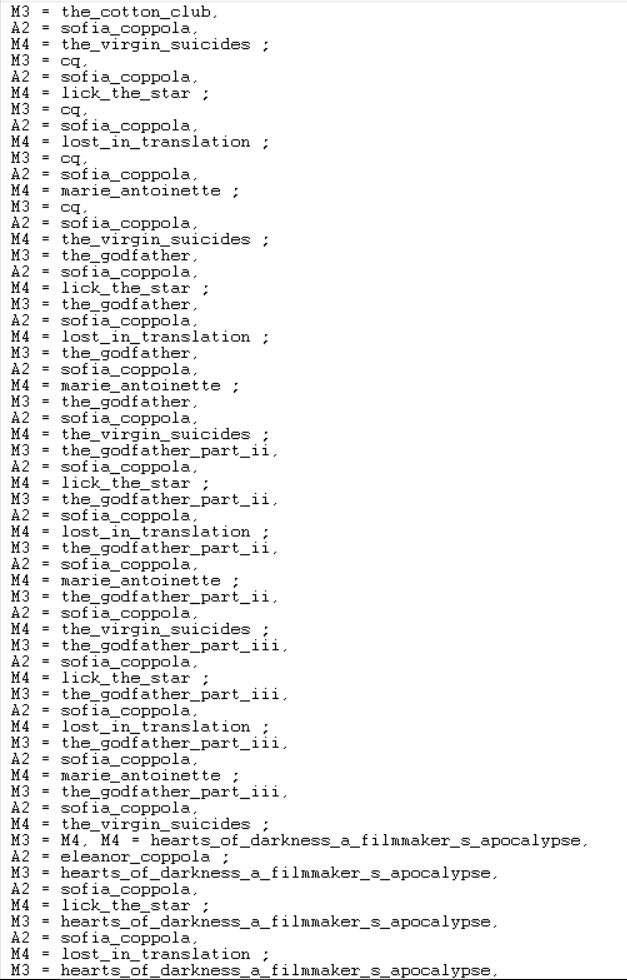 M3 = the_cotton_club,
A2 = sofia_coppola,
M4 = the_virgin_suicides ;
M3 = cq,
A2 = sofia_coppola,
M4 = lick_the_star ;
M3 = cq,
A2 = sofia_coppola,
M4 = lost_in_translation ;
M3 = cq,
A2 = sofia_coppola,
M4 = marie_antoinette ;
M3 = cq,
A2 = sofia_coppola,
M4 = the_virgin_suicides ;
M3 = the_godfather,
A2 = sofia_coppola,
M4 = lick_the_star ;
M3 = the_godfather,
A2 = sofia_coppola,
M4 = lost_in_translation ;
M3 = the_godfather,
A2 = sofia_coppola,
M4 = marie_antoinette ;
M3 = the_godfather,
A2 = sofia_coppola,
M4 = the_virgin_suicides ;
M3 = the_godfather_part_ii,
A2 = sofia_coppola,
M4 = lick_the_star ;
M3 = the_godfather_part_ii,
A2 = sofia_coppola,
M4 = lost_in_translation ;
M3 = the_godfather_part_ii,
A2 = sofia_coppola,
M4 = marie_antoinette ;
M3 = the_godfather_part_ii,
A2 = sofia_coppola,
M4 = the_virgin_suicides ;
M3 = the_godfather_part_iii,
A2 = sofia_coppola,
M4 = lick_the_star ;
M3 = the_godfather_part_iii,
A2 = sofia_coppola,
M4 = lost_in_translation ;
M3 = the_godfather_part_iii,
A2 = sofia_coppola,
M4 = marie_antoinette ;
M3 = the_godfather_part_iii,
A2 = sofia_coppola,
M4 = the_virgin_suicides ;
M3 = M4, M4 = hearts_of_darkness_a_filmmaker_s_apocalypse,
A2 = eleanor_coppola ;
M3 = hearts_of_darkness_a_filmmaker_s_apocalypse,
A2 = sofia_coppola,
M4 = lick_the_star ;
M3 = hearts_of_darkness_a_filmmaker_s_apocalypse,
A2 = sofia_coppola,
M4 = lost_in_translation ;
M3 = hearts_of_darkness_a_filmmaker_s_apocalypse,